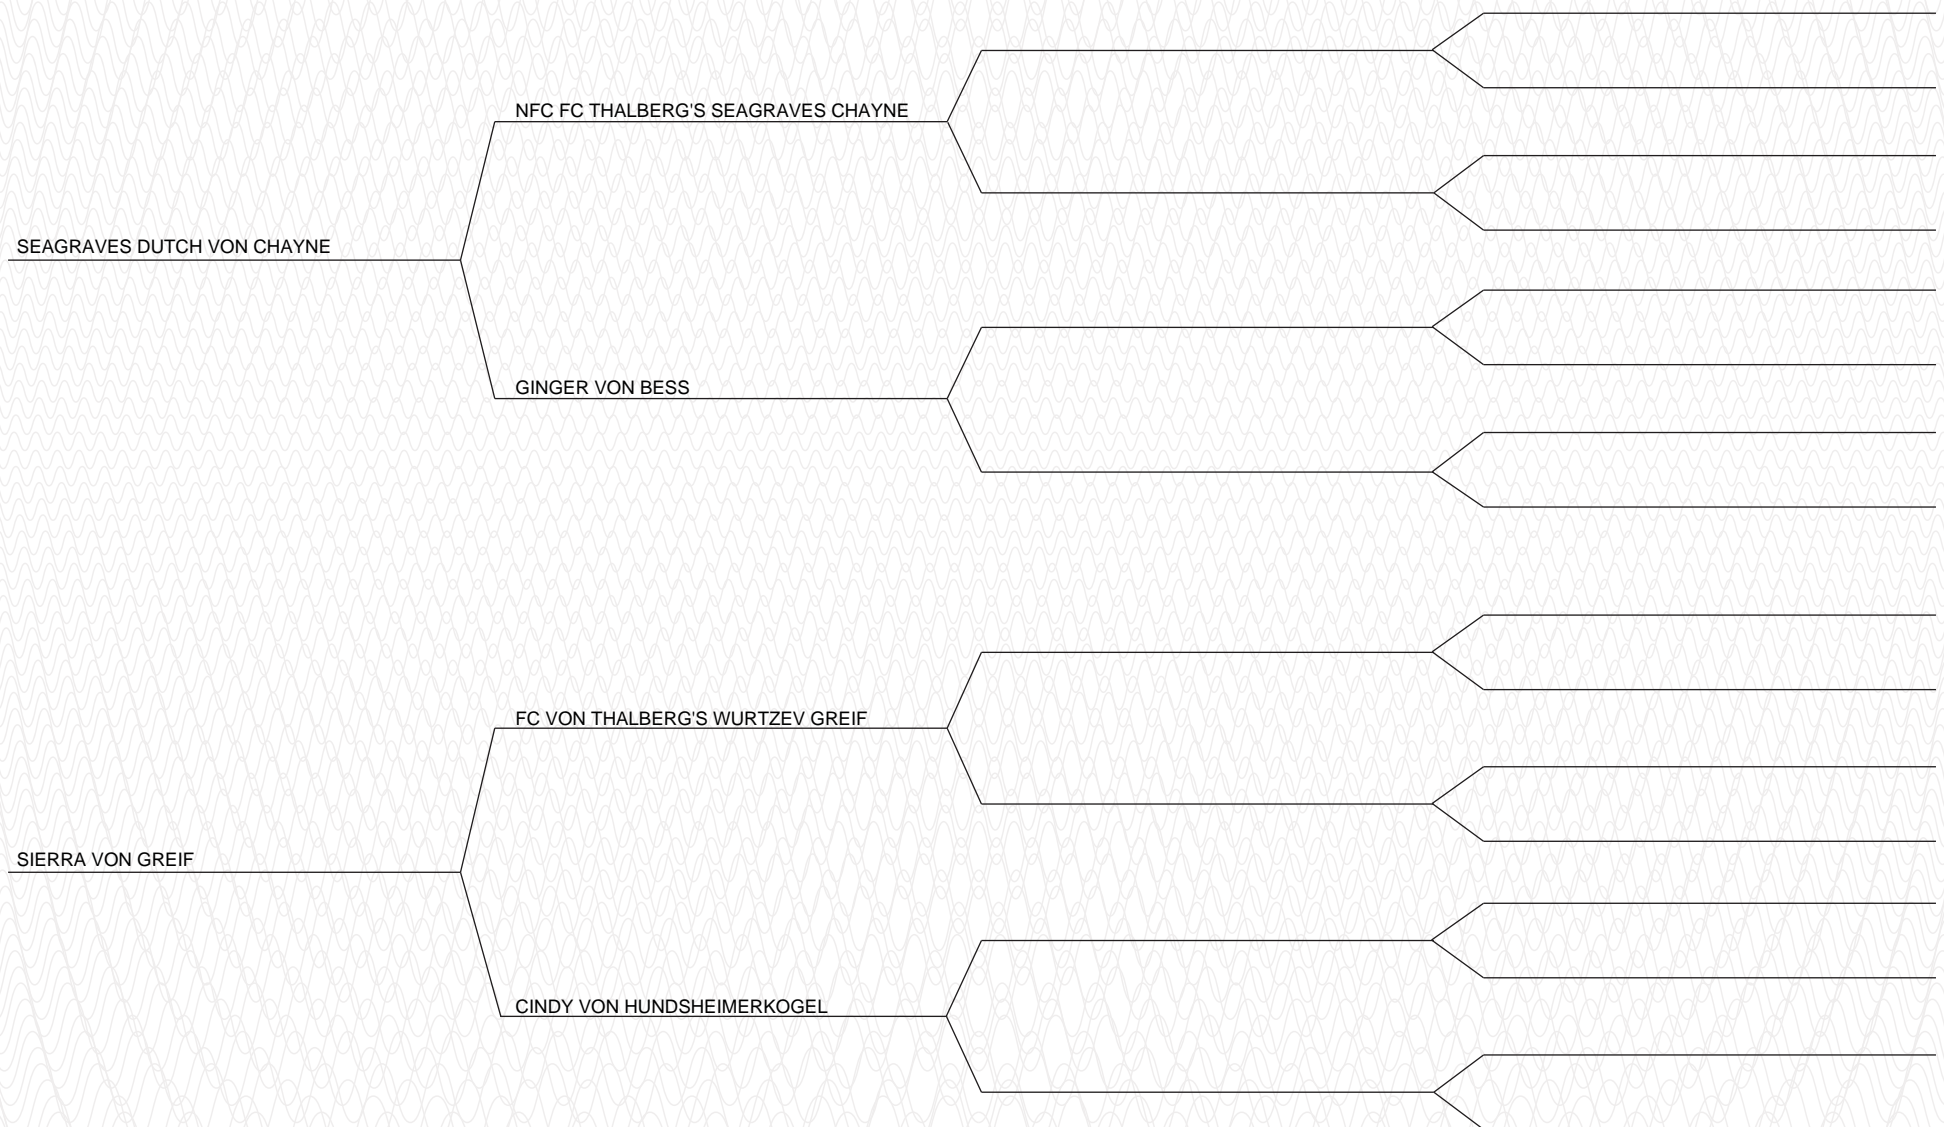 NFC FC THALBERG'S SEAGRAVES CHAYNE
SEAGRAVES DUTCH VON CHAYNE
GINGER VON BESS
FC VON THALBERG'S WURTZEV GREIF
SIERRA VON GREIF
CINDY VON HUNDSHEIMERKOGEL